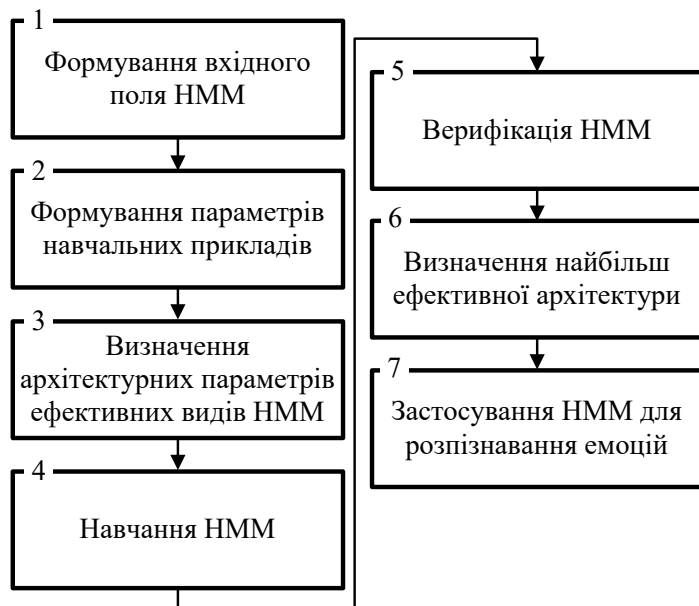 1
Формування вхідного
поля НММ
2
Формування параметрів
навчальних прикладів
3
Визначення
архітектурних параметрів
ефективних видів НММ
4
Навчання НММ
5
Верифікація НММ
6
Визначення найбільш
ефективної архітектури
7
Застосування НММ для
розпізнавання емоцій